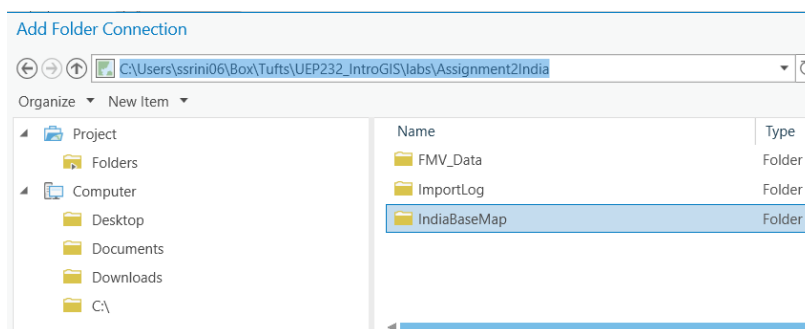 Add Folder Connection
C:\Users\ssrini06\Box\Tufts\UEP232_IntroGIS\labs\Assignment2India
Organize New Item
Project
Folders
Computer
Desktop
Documents
Downloads
C:\
Name Type
FMV_Data Folder
ImportLog Folder
IndiaBaseMap Folder